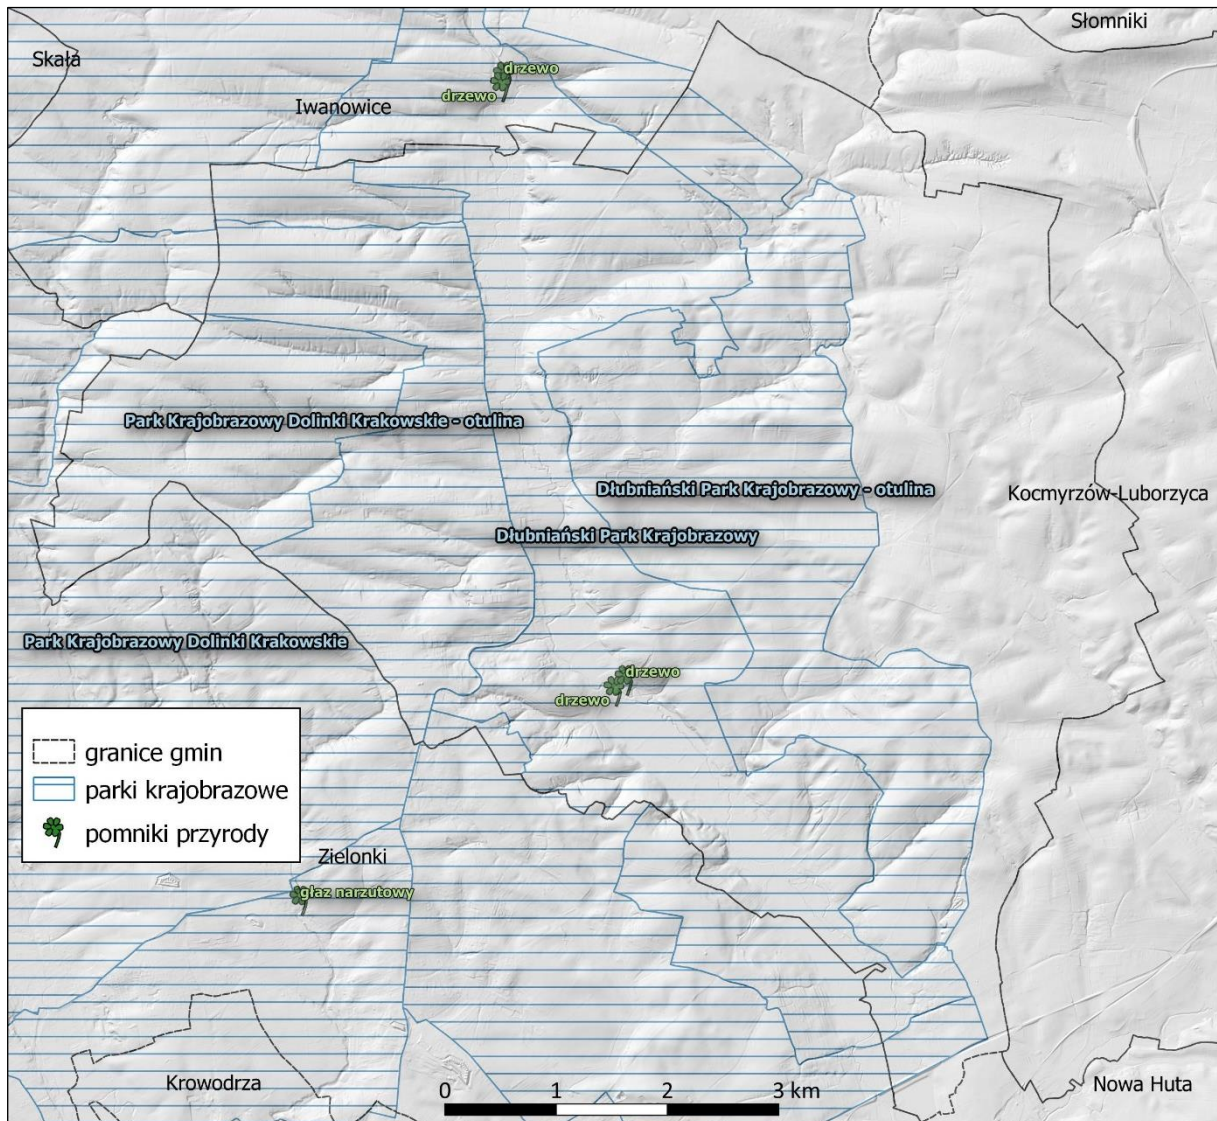 Słomniki
Skała
drzewo
drzewo
Iwanowice
Park Krajobrazowy Dolinki Krakowskie - otulina
Dłubniański Park Krajobrazowy - otulina
Kocmyrzów-Luborzyca
Dłubniański Park Krajobrazowy
Park Krajobrazowy Dolinki Krakowskie
drzewo
drzewo
granice gmin
parki krajobrazowe
pomniki przyrody
Zielonki
głaz narzutowy
Krowodrza
0 1 2 3 km
Nowa Huta